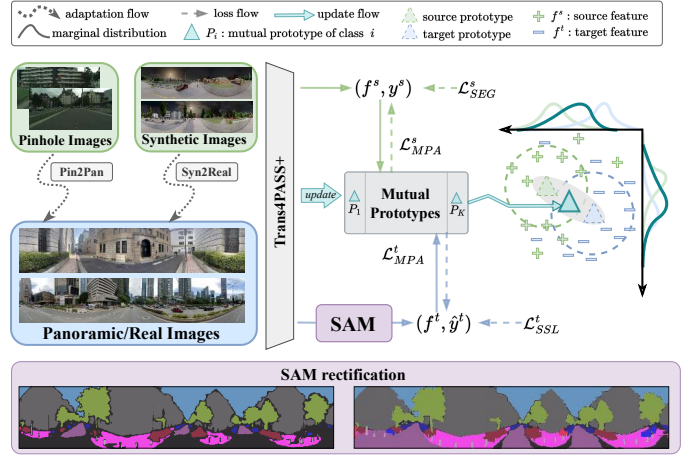 adaptation flow
loss flow
update flow
source prototype
f^s : source feature
marginal distribution
P_i : mutual prototype of class i
target prototype
f^t : target feature
Pinhole Images
Synthetic Images
Pin2Pan
Syn2Real
Panoramic/Real Images
Trans4PASS+
(f^s, y^s)
L^s_SEG
L^s_MPA
update
P_1
Mutual
Prototypes
P_K
L^t_MPA
SAM
(f^t, ŷ^t)
L^t_SSL
SAM rectification